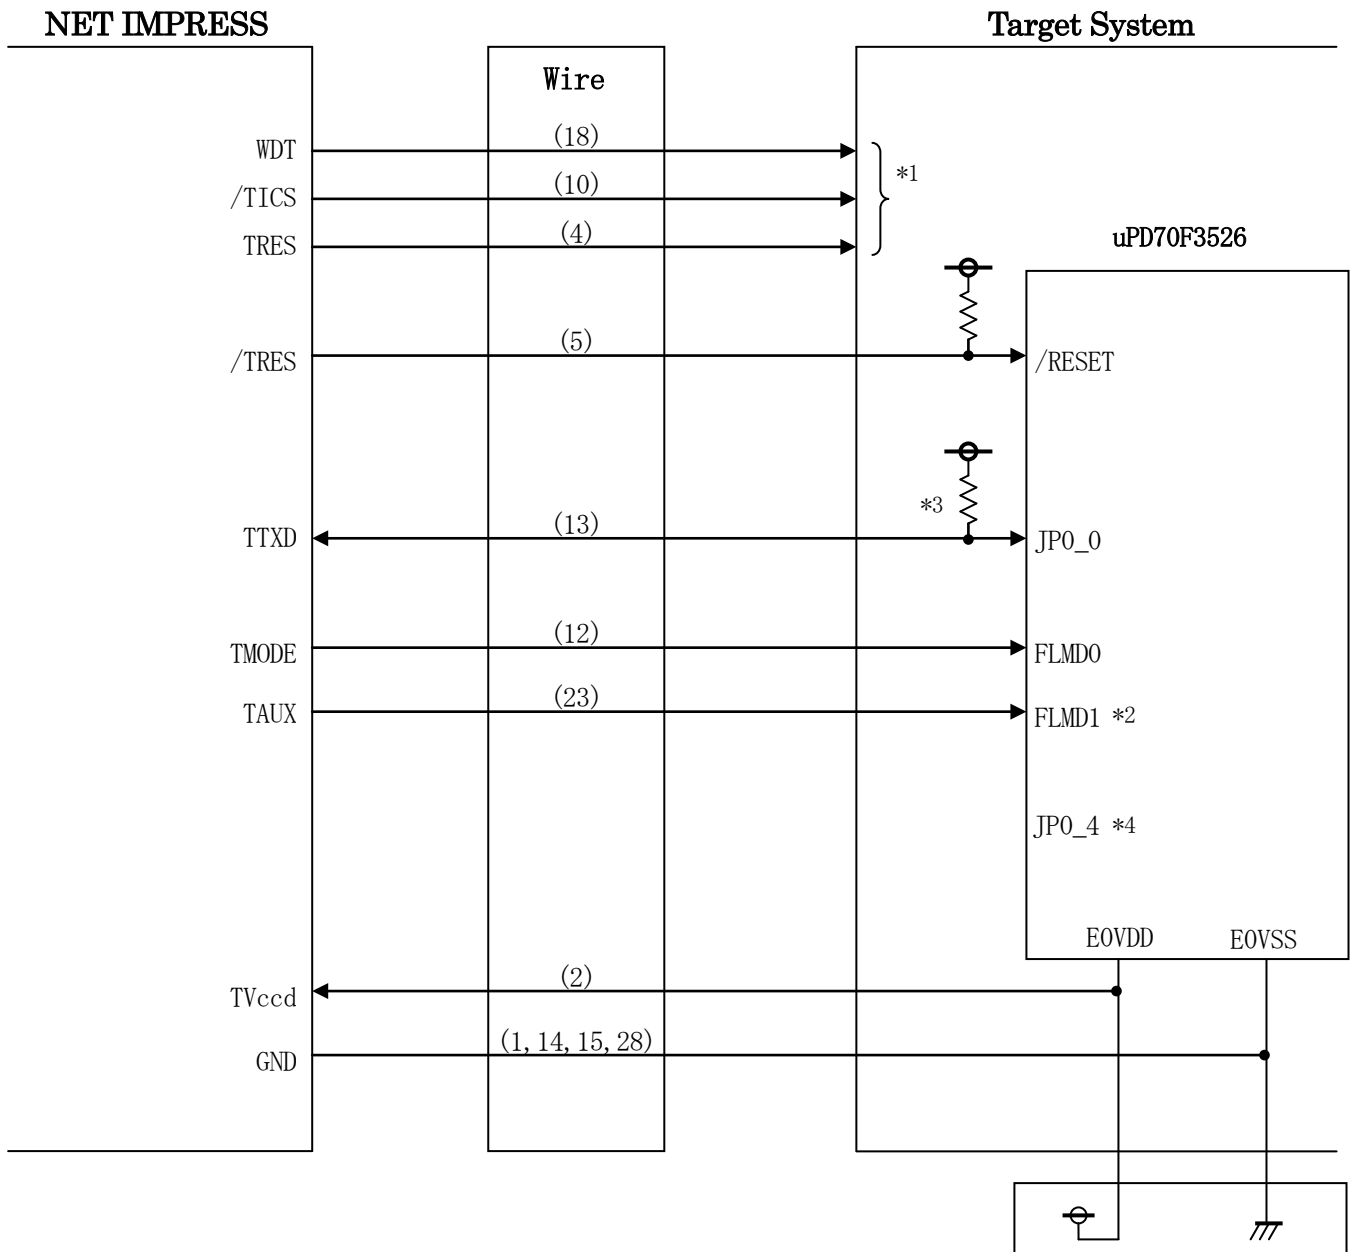 NET IMPRESS
Target System
Wire
WDT
(18)
*1
/TICS
(10)
TRES
(4)
uPD70F3526
/TRES
(5)
/RESET
*3
TTXD
(13)
JP0_0
TMODE
(12)
FLMD0
TAUX
(23)
FLMD1 *2
JP0_4 *4
E0VDD
E0VSS
TVccd
(2)
GND
(1,14,15,28)